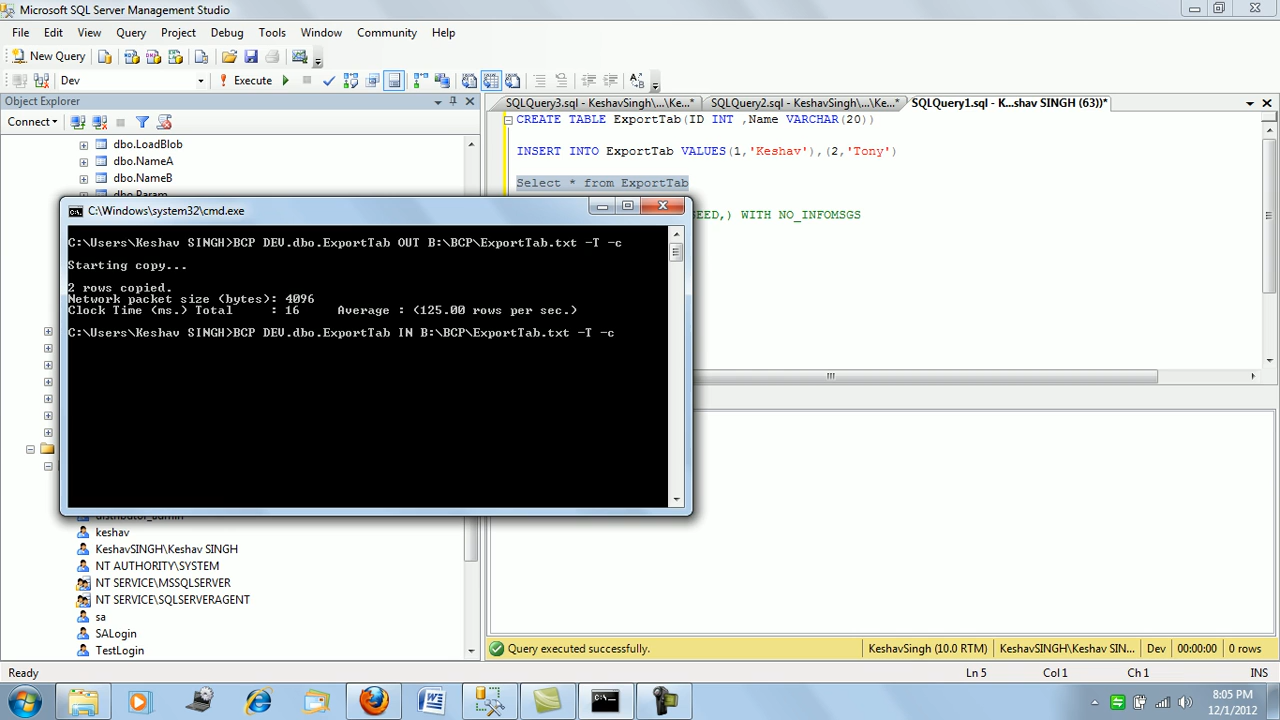 Microsoft SQL Server Management Studio
File Edit View Query Project Debug Tools Window Community Help
New Query
Dev Execute
Object Explorer
SQLQuery3.sql - KeshavSingh\...\Ke...* SQLQuery2.sql - KeshavSingh\...\Ke...* SQLQuery1.sql - K...shav SINGH (63))*
Connect
dbo.LoadBlob
dbo.NameA
dbo.NameB
dbo.Param
CREATE TABLE ExportTab(ID INT ,Name VARCHAR(20))
INSERT INTO ExportTab VALUES(1,'Keshav'),(2,'Tony')
Select * from ExportTab
EED,) WITH NO_INFOMSGS
C:\Windows\system32\cmd.exe
C:\Users\Keshav SINGH>BCP DEV.dbo.ExportTab OUT B:\BCP\ExportTab.txt -T -c
Starting copy...
2 rows copied.
Network packet size (bytes): 4096
Clock Time (ms.) Total : 16 Average : (125.00 rows per sec.)
C:\Users\Keshav SINGH>BCP DEV.dbo.ExportTab IN B:\BCP\ExportTab.txt -T -c
distributor_admin
keshav
KeshavSINGH\Keshav SINGH
NT AUTHORITY\SYSTEM
NT SERVICE\MSSQLSERVER
NT SERVICE\SQLSERVERAGENT
sa
SALogin
TestLogin
Query executed successfully. KeshavSingh (10.0 RTM) KeshavSINGH\Keshav SIN... Dev 00:00:00 0 rows
Ready Ln 5 Col 1 Ch 1 INS
8:05 PM
12/1/2012